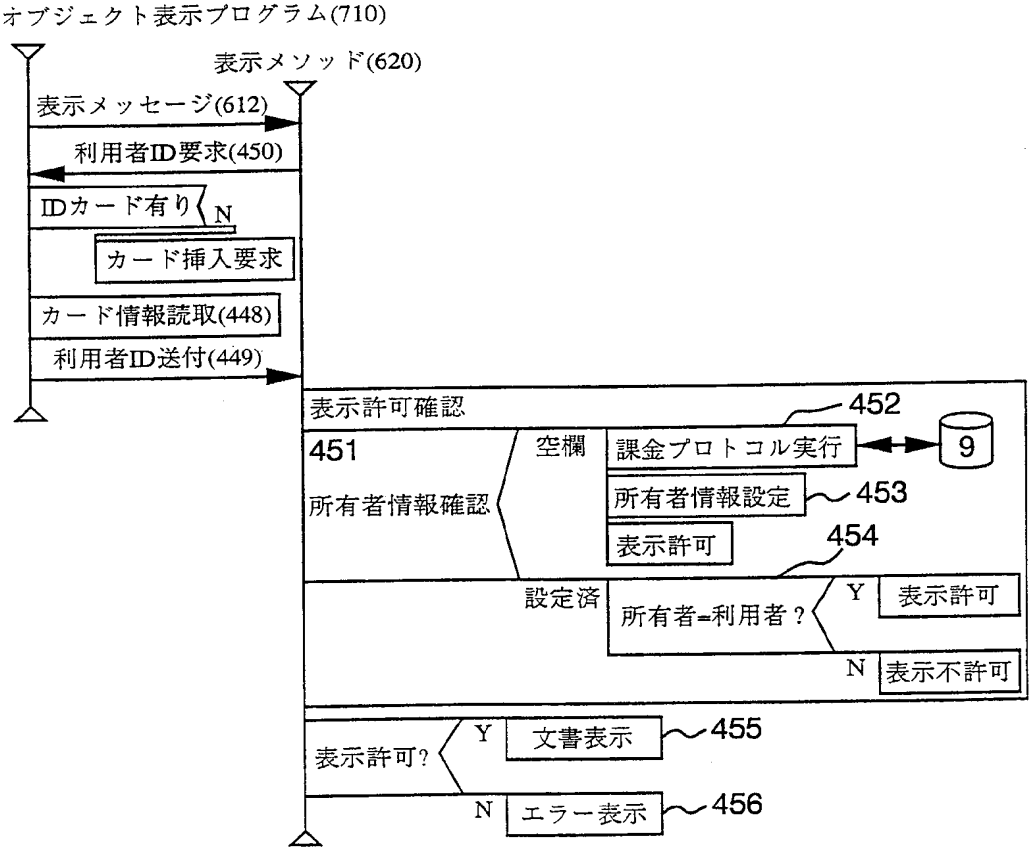 オブジェクト表示プログラム(710)
表示メソッド(620)
表示メッセージ(612)
利用者ID要求(450)
IDカード有り
N
カード挿入要求
カード情報読取(448)
利用者ID送付(449)
表示許可確認
452
451
空欄
課金プロトコル実行
9
所有者情報確認
所有者情報設定
453
表示許可
454
設定済
所有者=利用者?
Y
表示許可
N
表示不許可
表示許可?
Y
文書表示
455
N
エラー表示
456